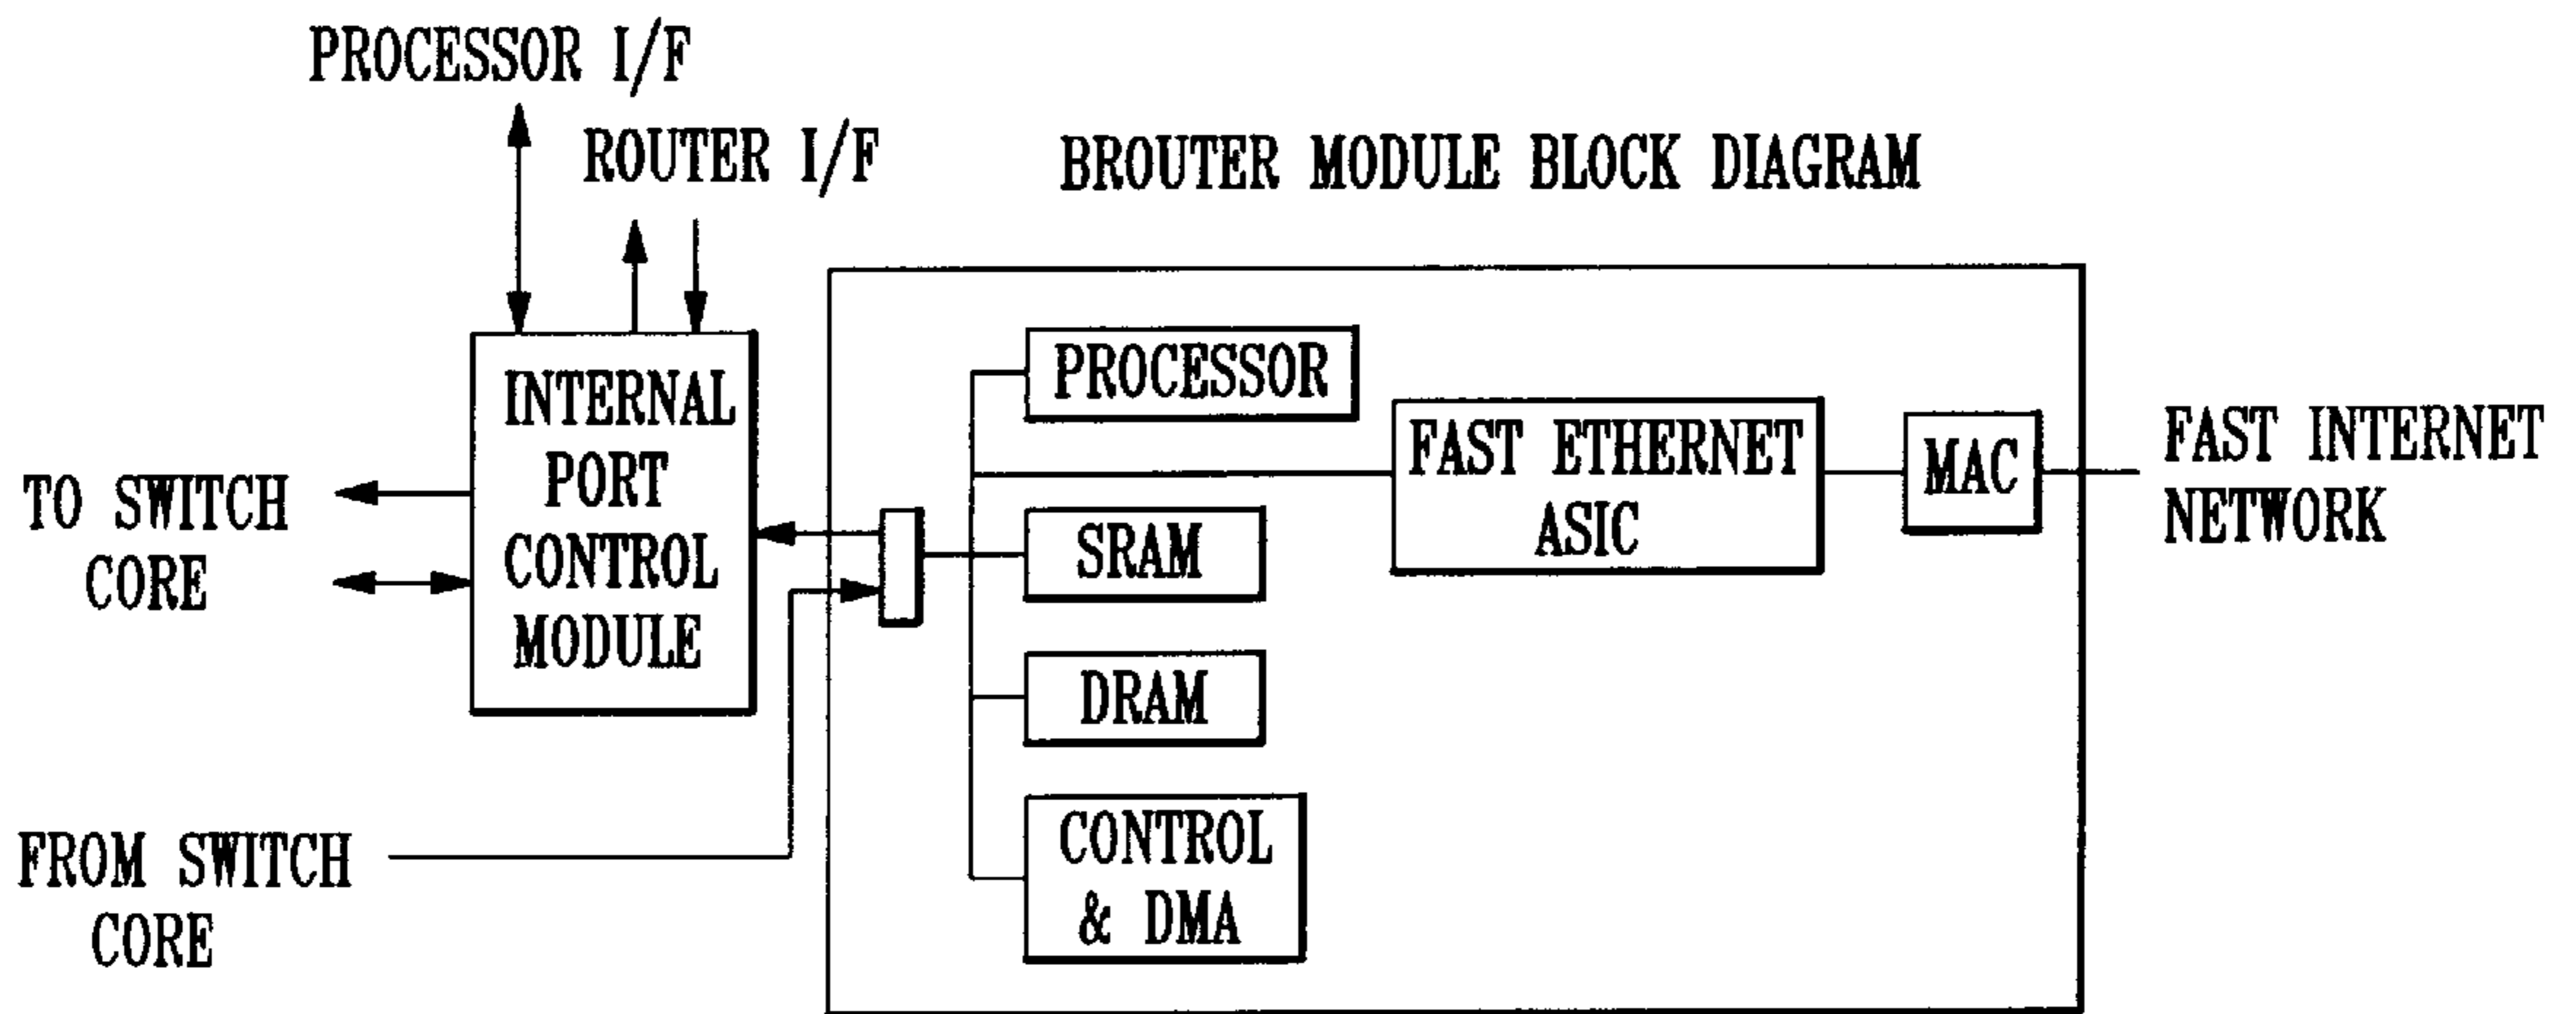 PROCESSOR I/F
ROUTER I/F
BROUTER MODULE BLOCK DIAGRAM
INTERNAL
PORT
CONTROL
MODULE
TO SWITCH
CORE
FROM SWITCH
CORE
PROCESSOR
FAST ETHERNET
ASIC
MAC
SRAM
DRAM
CONTROL
& DMA
FAST INTERNET
NETWORK